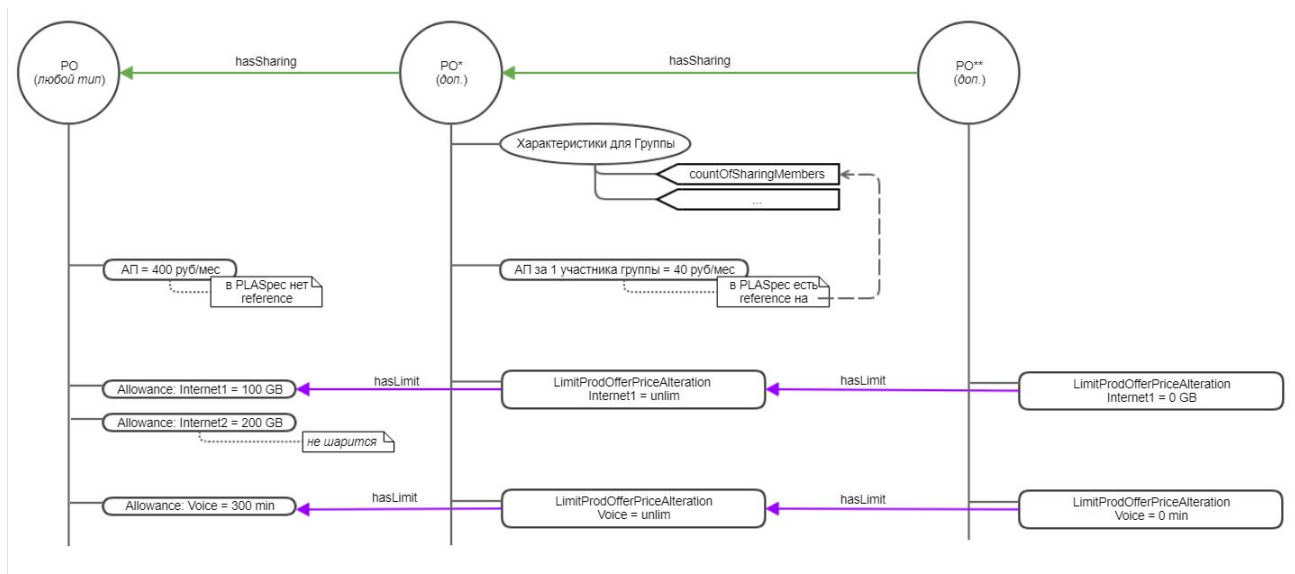 PO
(любой тип)
hasSharing
PO*
(доп.)
hasSharing
PO**
(доп.)
Характеристики для Группы
countOfSharingMembers
...
АП = 400 руб/мес
в PLASpec нет
reference
АП за 1 участника группы = 40 руб/мес
в PLASpec есть
reference на
Allowance: Internet1 = 100 GB
hasLimit
LimitProdOfferPriceAlteration
Internet1 = unlim
hasLimit
LimitProdOfferPriceAlteration
Internet1 = 0 GB
Allowance: Internet2 = 200 GB
не шарится
Allowance: Voice = 300 min
hasLimit
LimitProdOfferPriceAlteration
Voice = unlim
hasLimit
LimitProdOfferPriceAlteration
Voice = 0 min